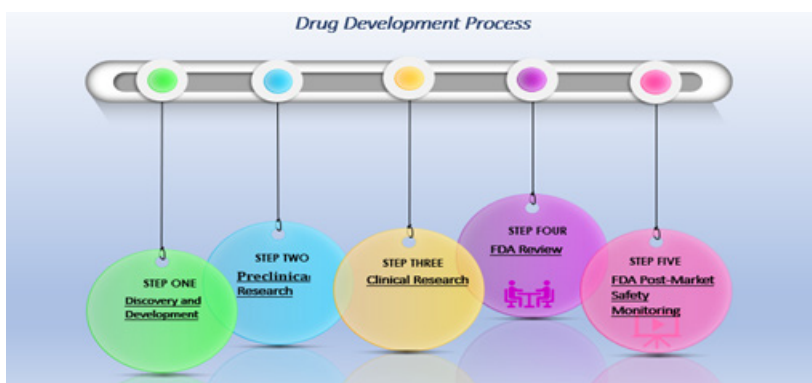 Drug Development Process
STEP ONE
Discovery and
Development
STEP TWO
Preclinical
Research
STEP THREE
Clinical Research
STEP FOUR
FDA Review
STEP FIVE
FDA Post-Market
Safety
Monitoring